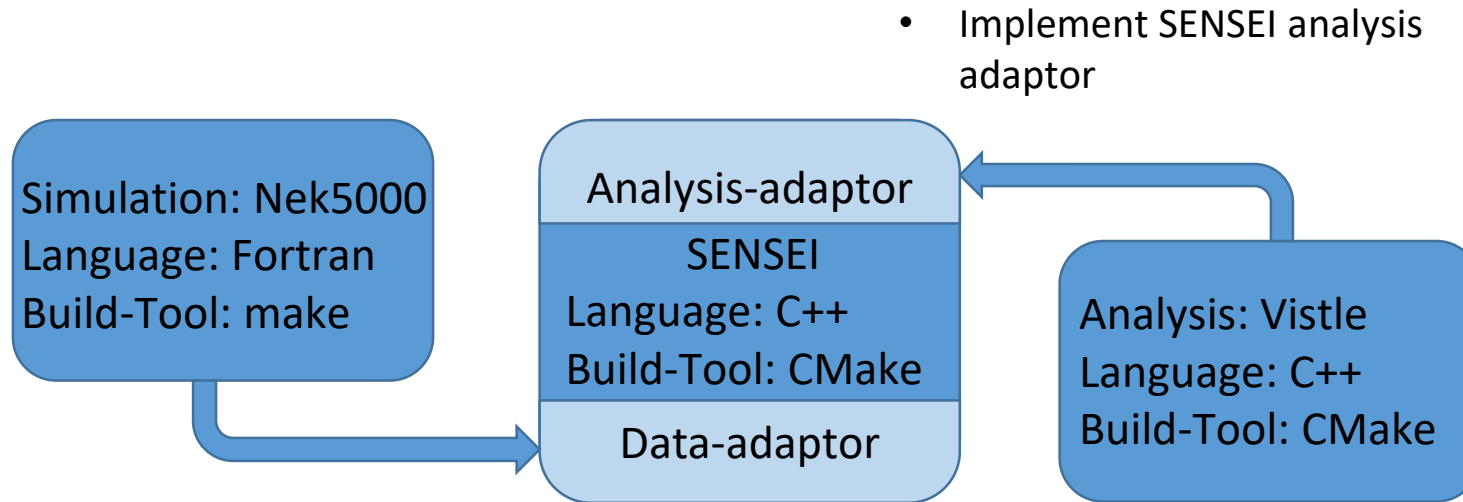 • Implement SENSEI analysis
adaptor
Simulation: Nek5000
Language: Fortran
Build-Tool: make
Analysis-adaptor
SENSEI
Language: C++
Build-Tool: CMake
Data-adaptor
Analysis: Vistle
Language: C++
Build-Tool: CMake